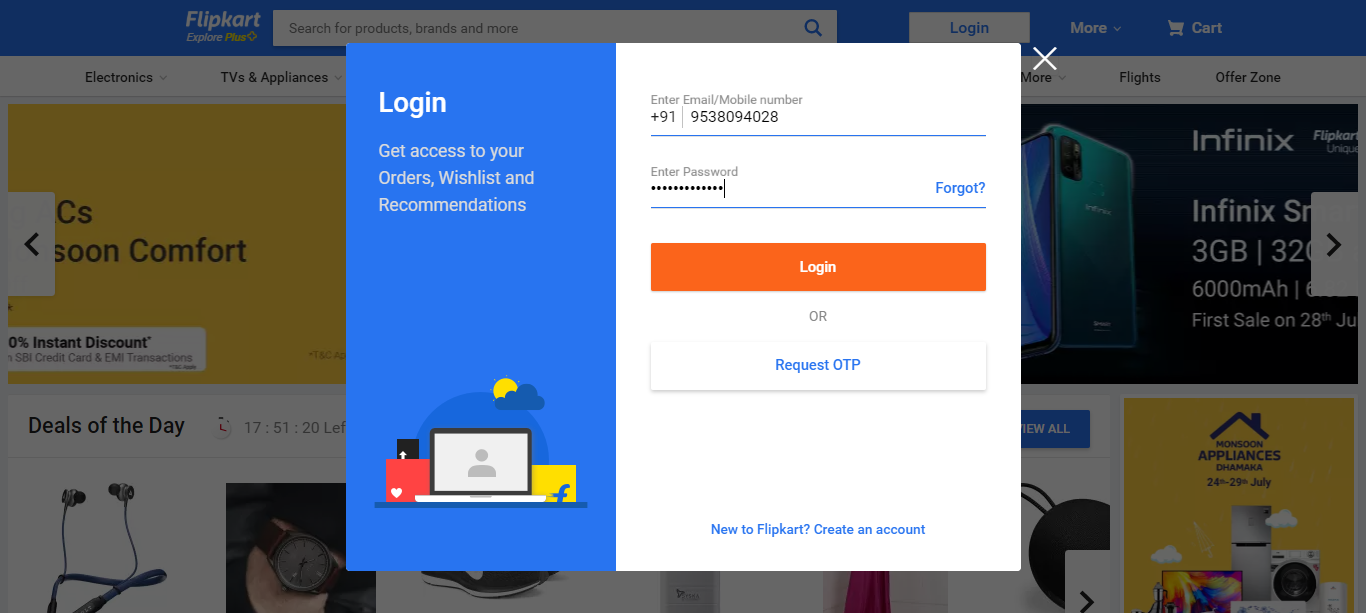 Flipkart
Explore Plus
Search for products, brands and more
Login
More
Cart
Electronics
TVs & Appliances
More
Flights
Offer Zone
Login
Get access to your
Orders, Wishlist and
Recommendations
Enter Email/Mobile number
+91 9538094028
Enter Password
•••••••••••••
Forgot?
Login
OR
Request OTP
New to Flipkart? Create an account
ACs
soon Comfort
0% Instant Discount*
SBI Credit Card & EMI Transactions
*T&C Apply
Infinix
Flipkart
Unique
Infinix
3GB | 32G
6000mAh |
First Sale on 28th Ju
Deals of the Day
17 : 51 : 20 Lef
VIEW ALL
MONSOON
APPLIANCES
DHAMAKA
24th-29th July